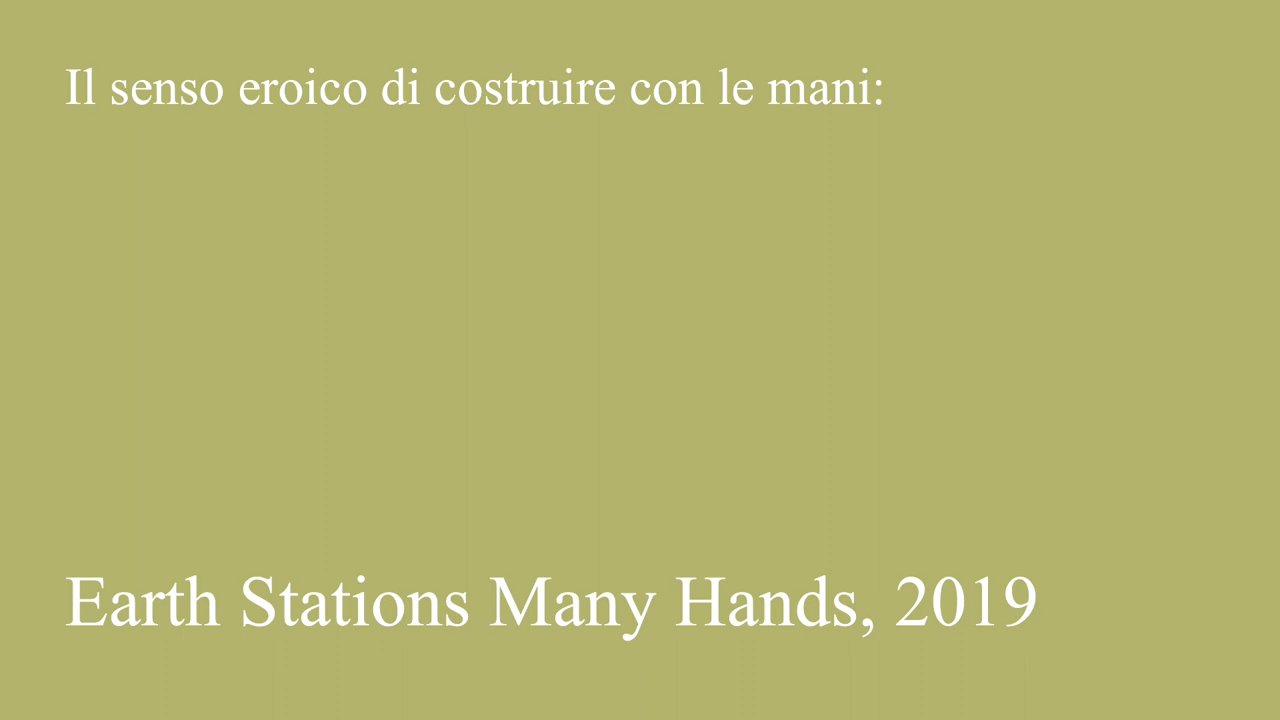 Il senso eroico di costruire con le mani:
Earth Stations Many Hands, 2019